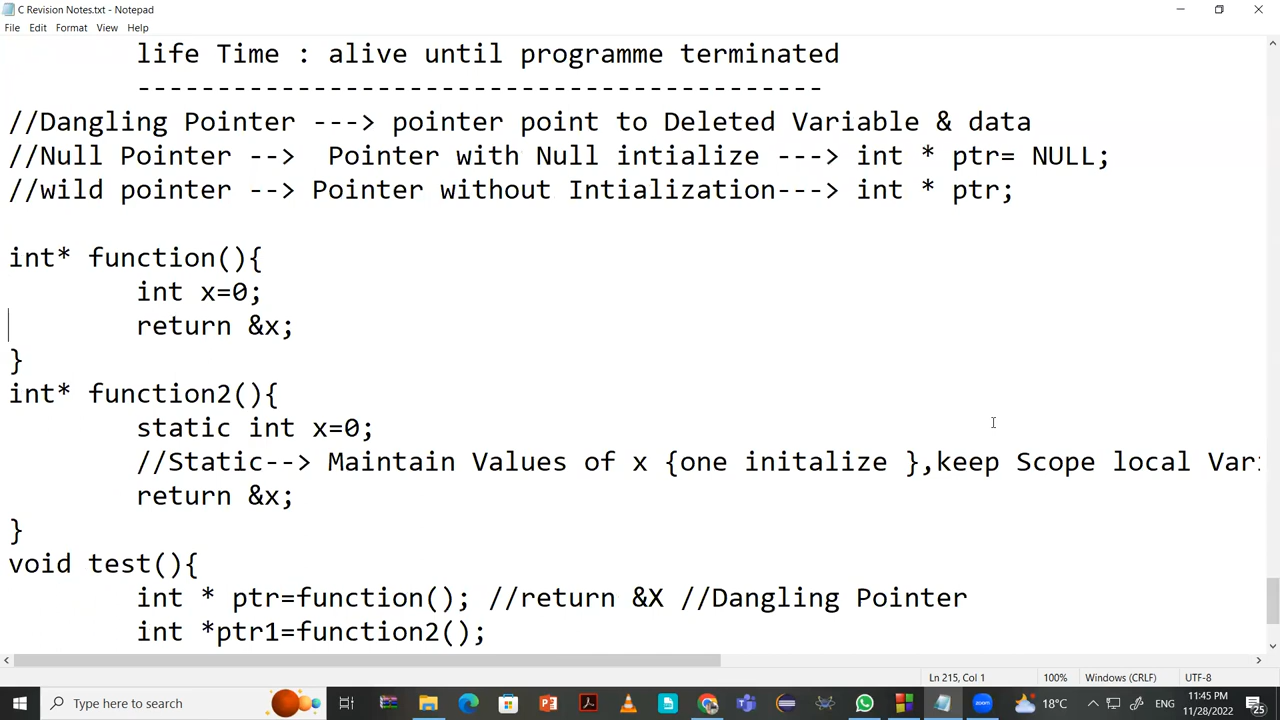 C Revision Notes.txt - Notepad
File Edit Format View Help
life Time : alive until programme terminated
-------------------------------------------
//Dangling Pointer ---> pointer point to Deleted Variable & data
//Null Pointer -->  Pointer with Null intialize ---> int * ptr= NULL;
//wild pointer --> Pointer without Intialization---> int * ptr;
int* function(){
int x=0;
return &x;
}
int* function2(){
static int x=0;
//Static--> Maintain Values of x {one initalize },keep Scope local Var
return &x;
}
void test(){
int * ptr=function(); //return &X //Dangling Pointer
int *ptr1=function2();
Ln 215, Col 1 100% Windows (CRLF) UTF-8
Type here to search 18°C ENG 11:45 PM 11/28/2022 25